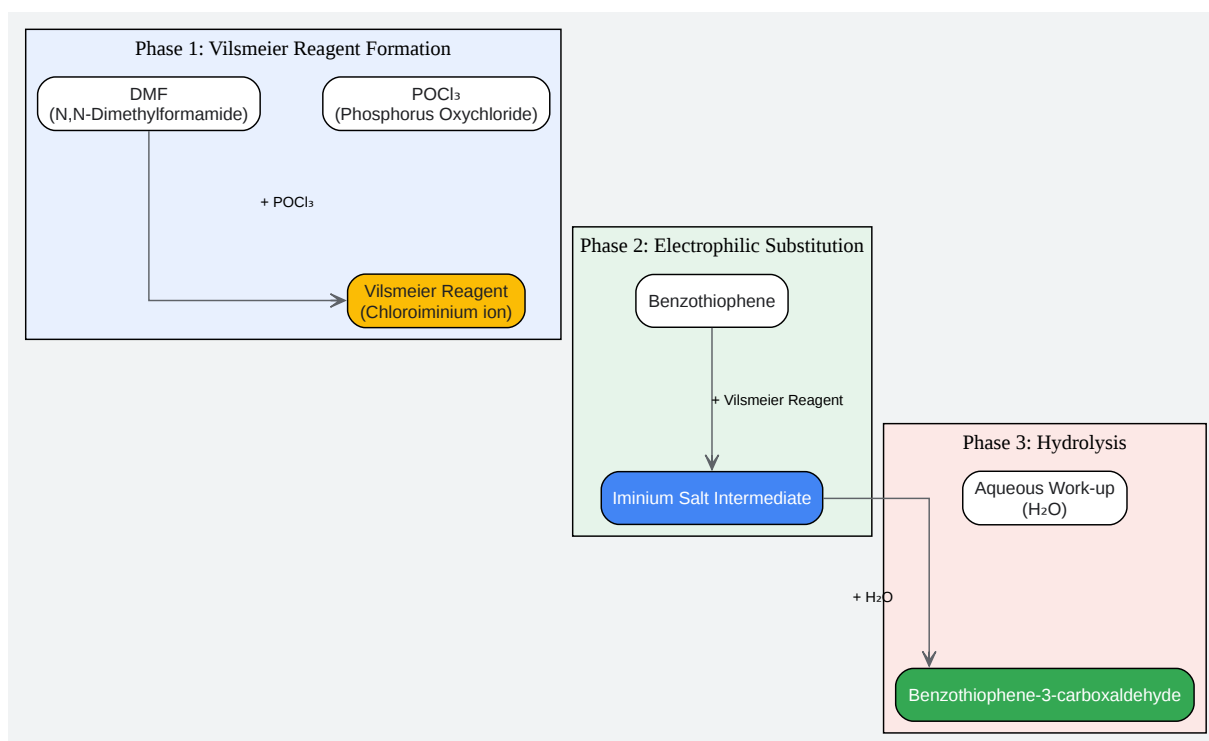 Phase 1: Vilsmeier Reagent Formation
DMF
(N,N-Dimethylformamide)
POCl₃
(Phosphorus Oxychloride)
+ POCl₃
Vilsmeier Reagent
(Chloroiminium ion)
Phase 2: Electrophilic Substitution
Benzothiophene
+ Vilsmeier Reagent
Iminium Salt Intermediate
Phase 3: Hydrolysis
Aqueous Work-up
(H₂O)
+ H₂O
Benzothiophene-3-carboxaldehyde